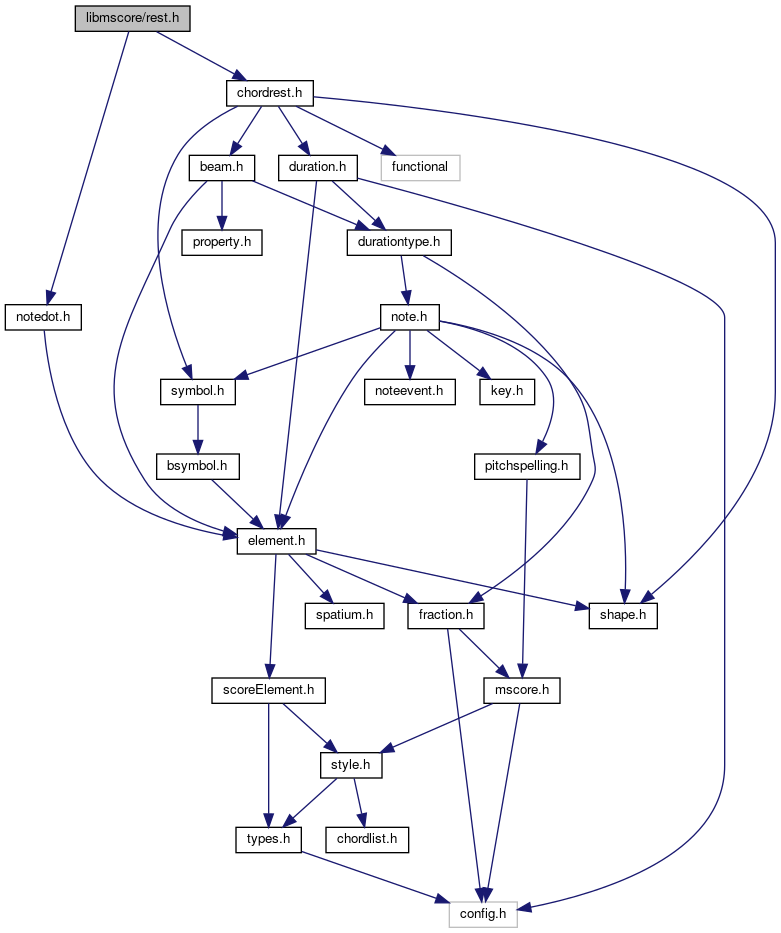 libmscore/rest.h
chordrest.h
beam.h
duration.h
functional
property.h
durationtype.h
notedot.h
note.h
symbol.h
noteevent.h
key.h
bsymbol.h
pitchspelling.h
element.h
spatium.h
fraction.h
shape.h
scoreElement.h
mscore.h
style.h
types.h
chordlist.h
config.h